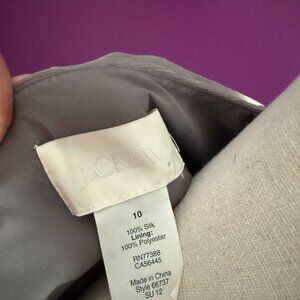 J.CREW
10
100% Silk
Lining:
100% Polyester
RN77388
CA56445
Made in China
Style 66737
SU 12